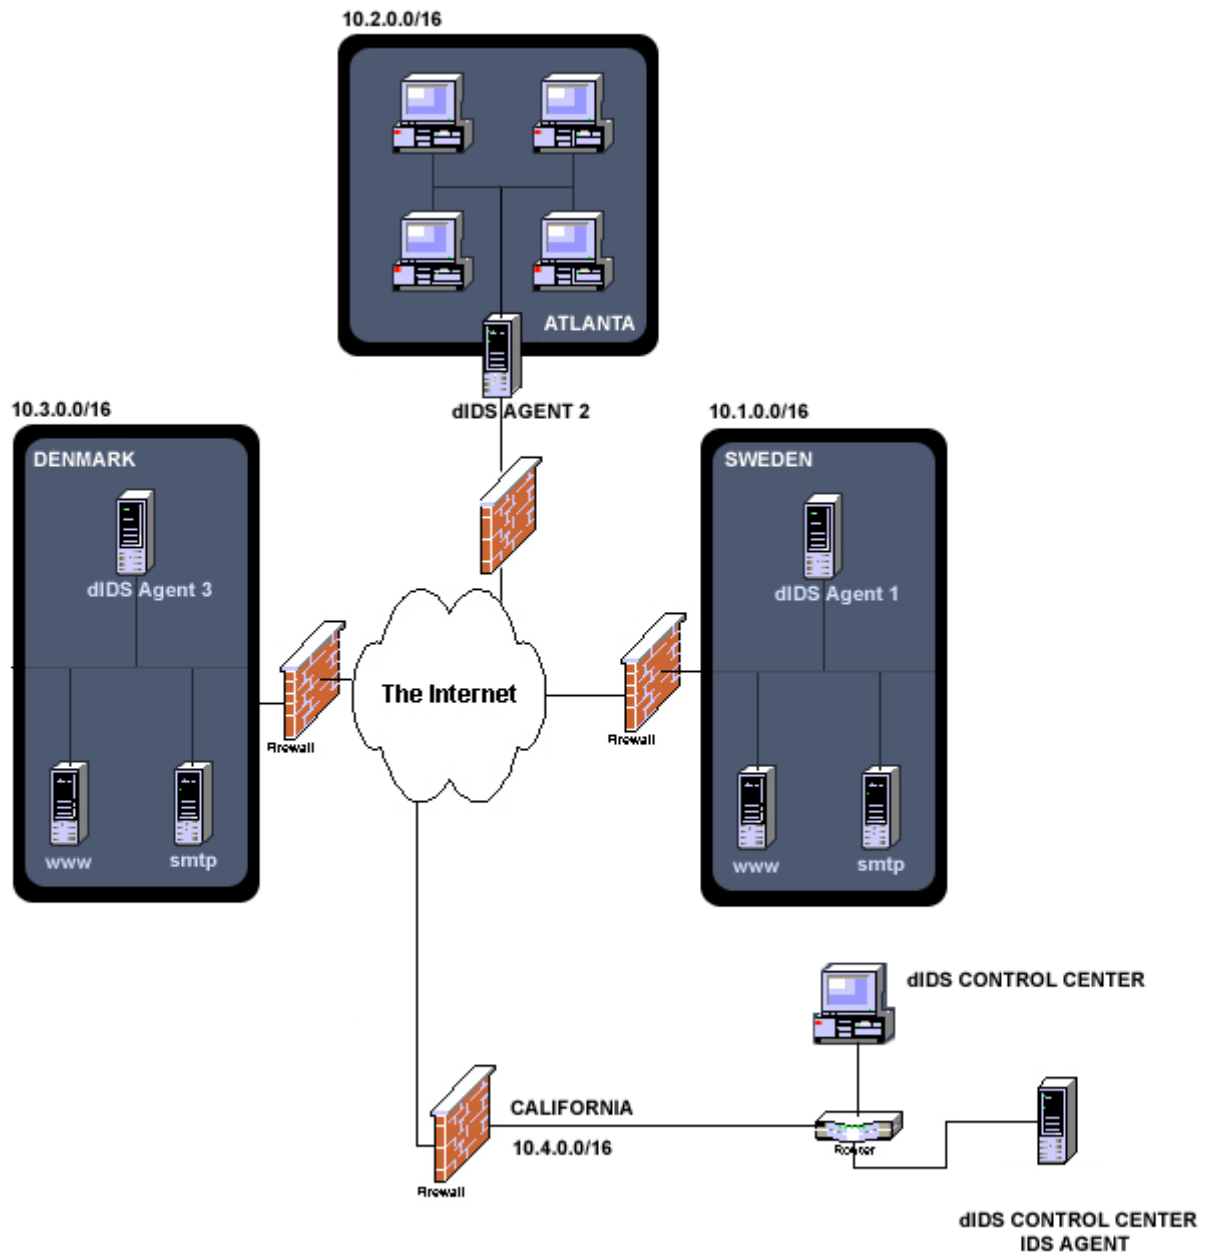 10.2.0.0/16
ATLANTA
dIDS AGENT 2
10.3.0.0/16
DENMARK
dIDS Agent 3
www
smtp
Firewall
The Internet
10.1.0.0/16
SWEDEN
dIDS Agent 1
Firewall
www
smtp
dIDS CONTROL CENTER
CALIFORNIA
10.4.0.0/16
Firewall
Router
dIDS CONTROL CENTER
IDS AGENT